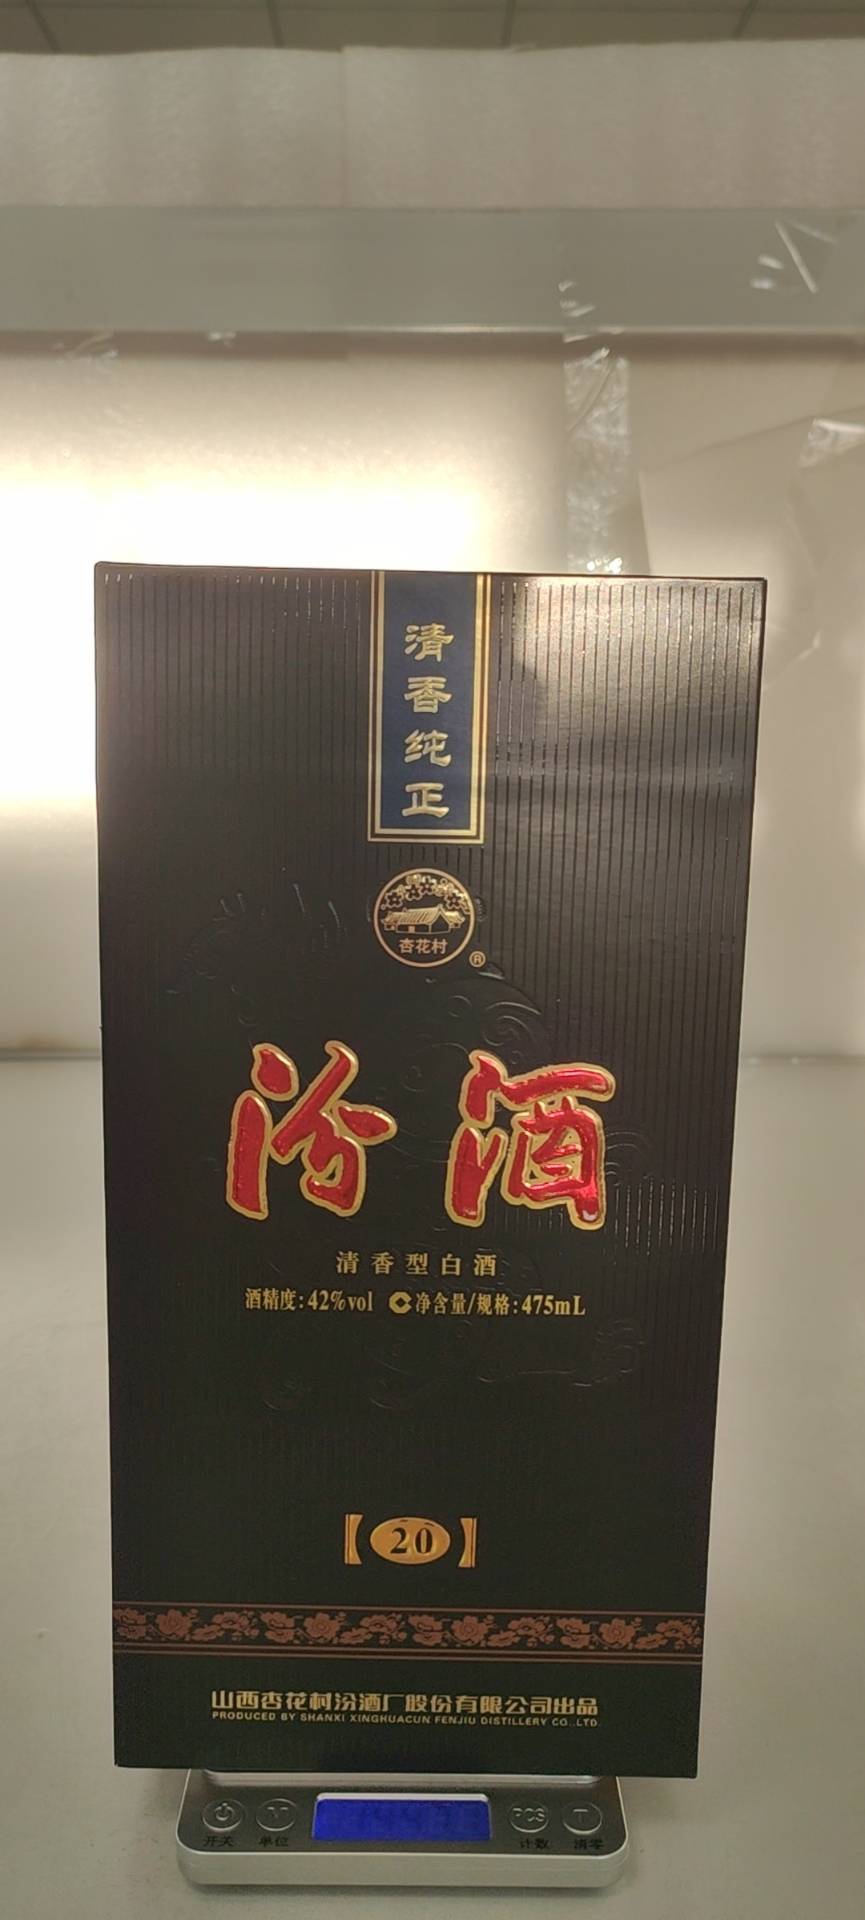 清香纯正
杏花村
®
汾酒
清香型白酒
酒精度:42%vol 净含量/规格:475mL
【20】
山西杏花村汾酒厂股份有限公司出品
PRODUCED BY SHANXI XINGHUACUN FENJIU DISTILLERY CO.,LTD.
M PCS T
开关 单位 计数 清零